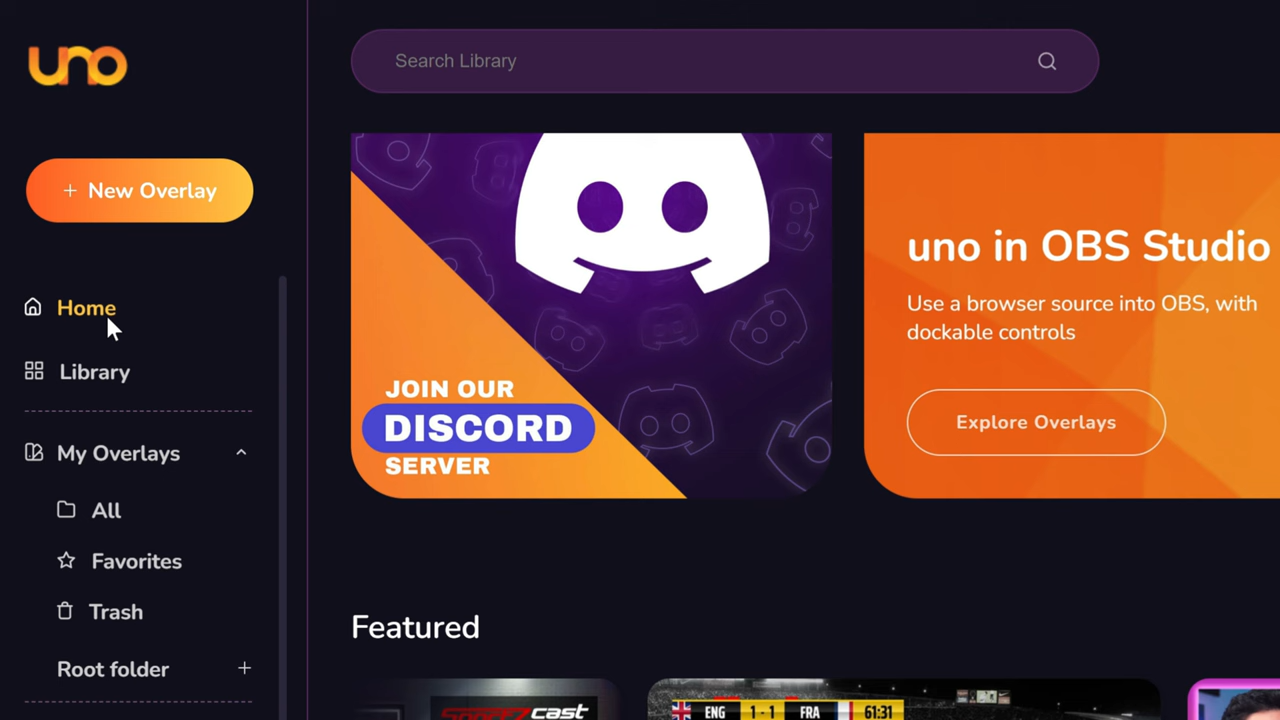 uno
Search Library
+ New Overlay
Home
Library
My Overlays
All
Favorites
Trash
Root folder +
JOIN OUR
DISCORD
SERVER
uno in OBS Studio
Use a browser source into OBS, with
dockable controls
Explore Overlays
Featured
ENG 1 - 1 FRA 61:31